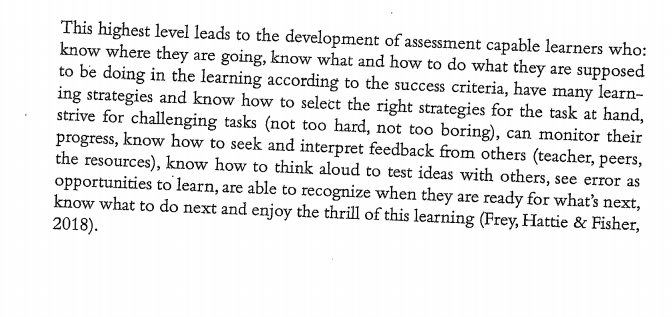 This highest level leads to the development of assessment capable learners who:
know where they are going, know what and how to do what they are supposed
to be doing in the learning according to the success criteria, have many learn-
ing strategies and know how to select the right strategies for the task at hand,
strive for challenging tasks (not too hard, not too boring), can monitor their
progress, know how to seek and interpret feedback from others (teacher, peers,
the resources), know how to think aloud to test ideas with others, see error as
opportunities to learn, are able to recognize when they are ready for what's next,
know what to do next and enjoy the thrill of this learning (Frey, Hattie & Fisher,
2018).